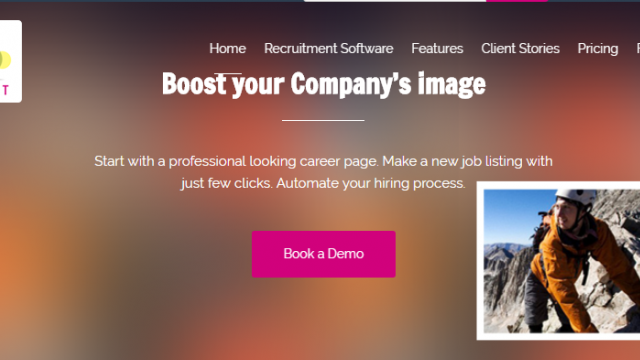 Home Recruitment Software Features Client Stories Pricing
Boost your Company's image
Start with a professional looking career page. Make a new job listing with
just few clicks. Automate your hiring process.
Book a Demo